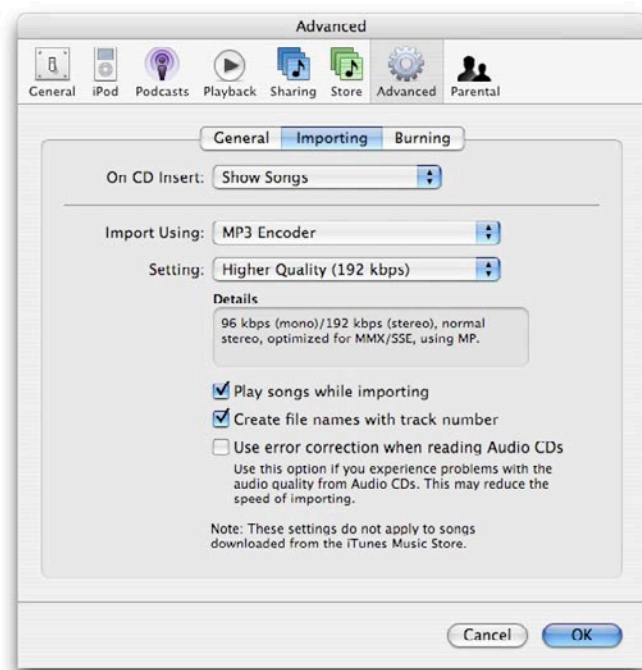 Advanced
General iPod Podcasts Playback Sharing Store Advanced Parental
General Importing Burning
On CD Insert: Show Songs
Import Using: MP3 Encoder
Setting: Higher Quality (192 kbps)
Details
96 kbps (mono)/192 kbps (stereo), normal
stereo, optimized for MMX/SSE, using MP.
Play songs while importing
Create file names with track number
Use error correction when reading Audio CDs
Use this option if you experience problems with the
audio quality from Audio CDs. This may reduce the
speed of importing.
Note: These settings do not apply to songs
downloaded from the iTunes Music Store.
Cancel OK